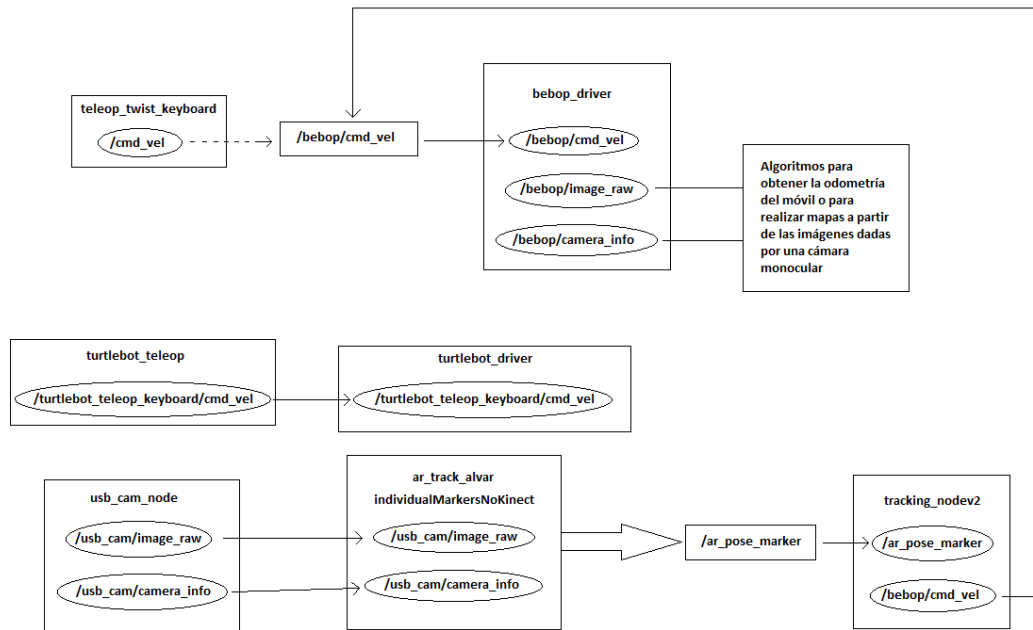 teleop_twist_keyboard
/cmd_vel
/bebop/cmd_vel
bebop_driver
/bebop/cmd_vel
/bebop/image_raw
/bebop/camera_info
Algoritmos para
obtener la odometría
del móvil o para
realizar mapas a partir
de las imágenes dadas
por una cámara
monocular
turtlebot_teleop
/turtlebot_teleop_keyboard/cmd_vel
turtlebot_driver
/turtlebot_teleop_keyboard/cmd_vel
usb_cam_node
/usb_cam/image_raw
/usb_cam/camera_info
ar_track_alvar
individualMarkersNoKinect
/usb_cam/image_raw
/usb_cam/camera_info
/ar_pose_marker
tracking_nodev2
/ar_pose_marker
/bebop/cmd_vel